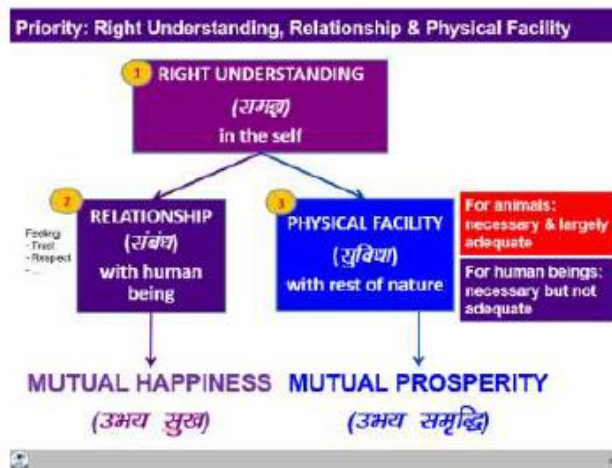 Priority: Right Understanding, Relationship & Physical Facility
1
RIGHT UNDERSTANDING
(समझ)
in the self
2
RELATIONSHIP
(संबंध)
with human
being
Feeling
- Trust
- Respect
- ...
3
PHYSICAL FACILITY
(सुविधा)
with rest of nature
For animals:
necessary & largely
adequate
For human beings:
necessary but not
adequate
MUTUAL HAPPINESS
(उभय सुख)
MUTUAL PROSPERITY
(उभय समृद्धि)